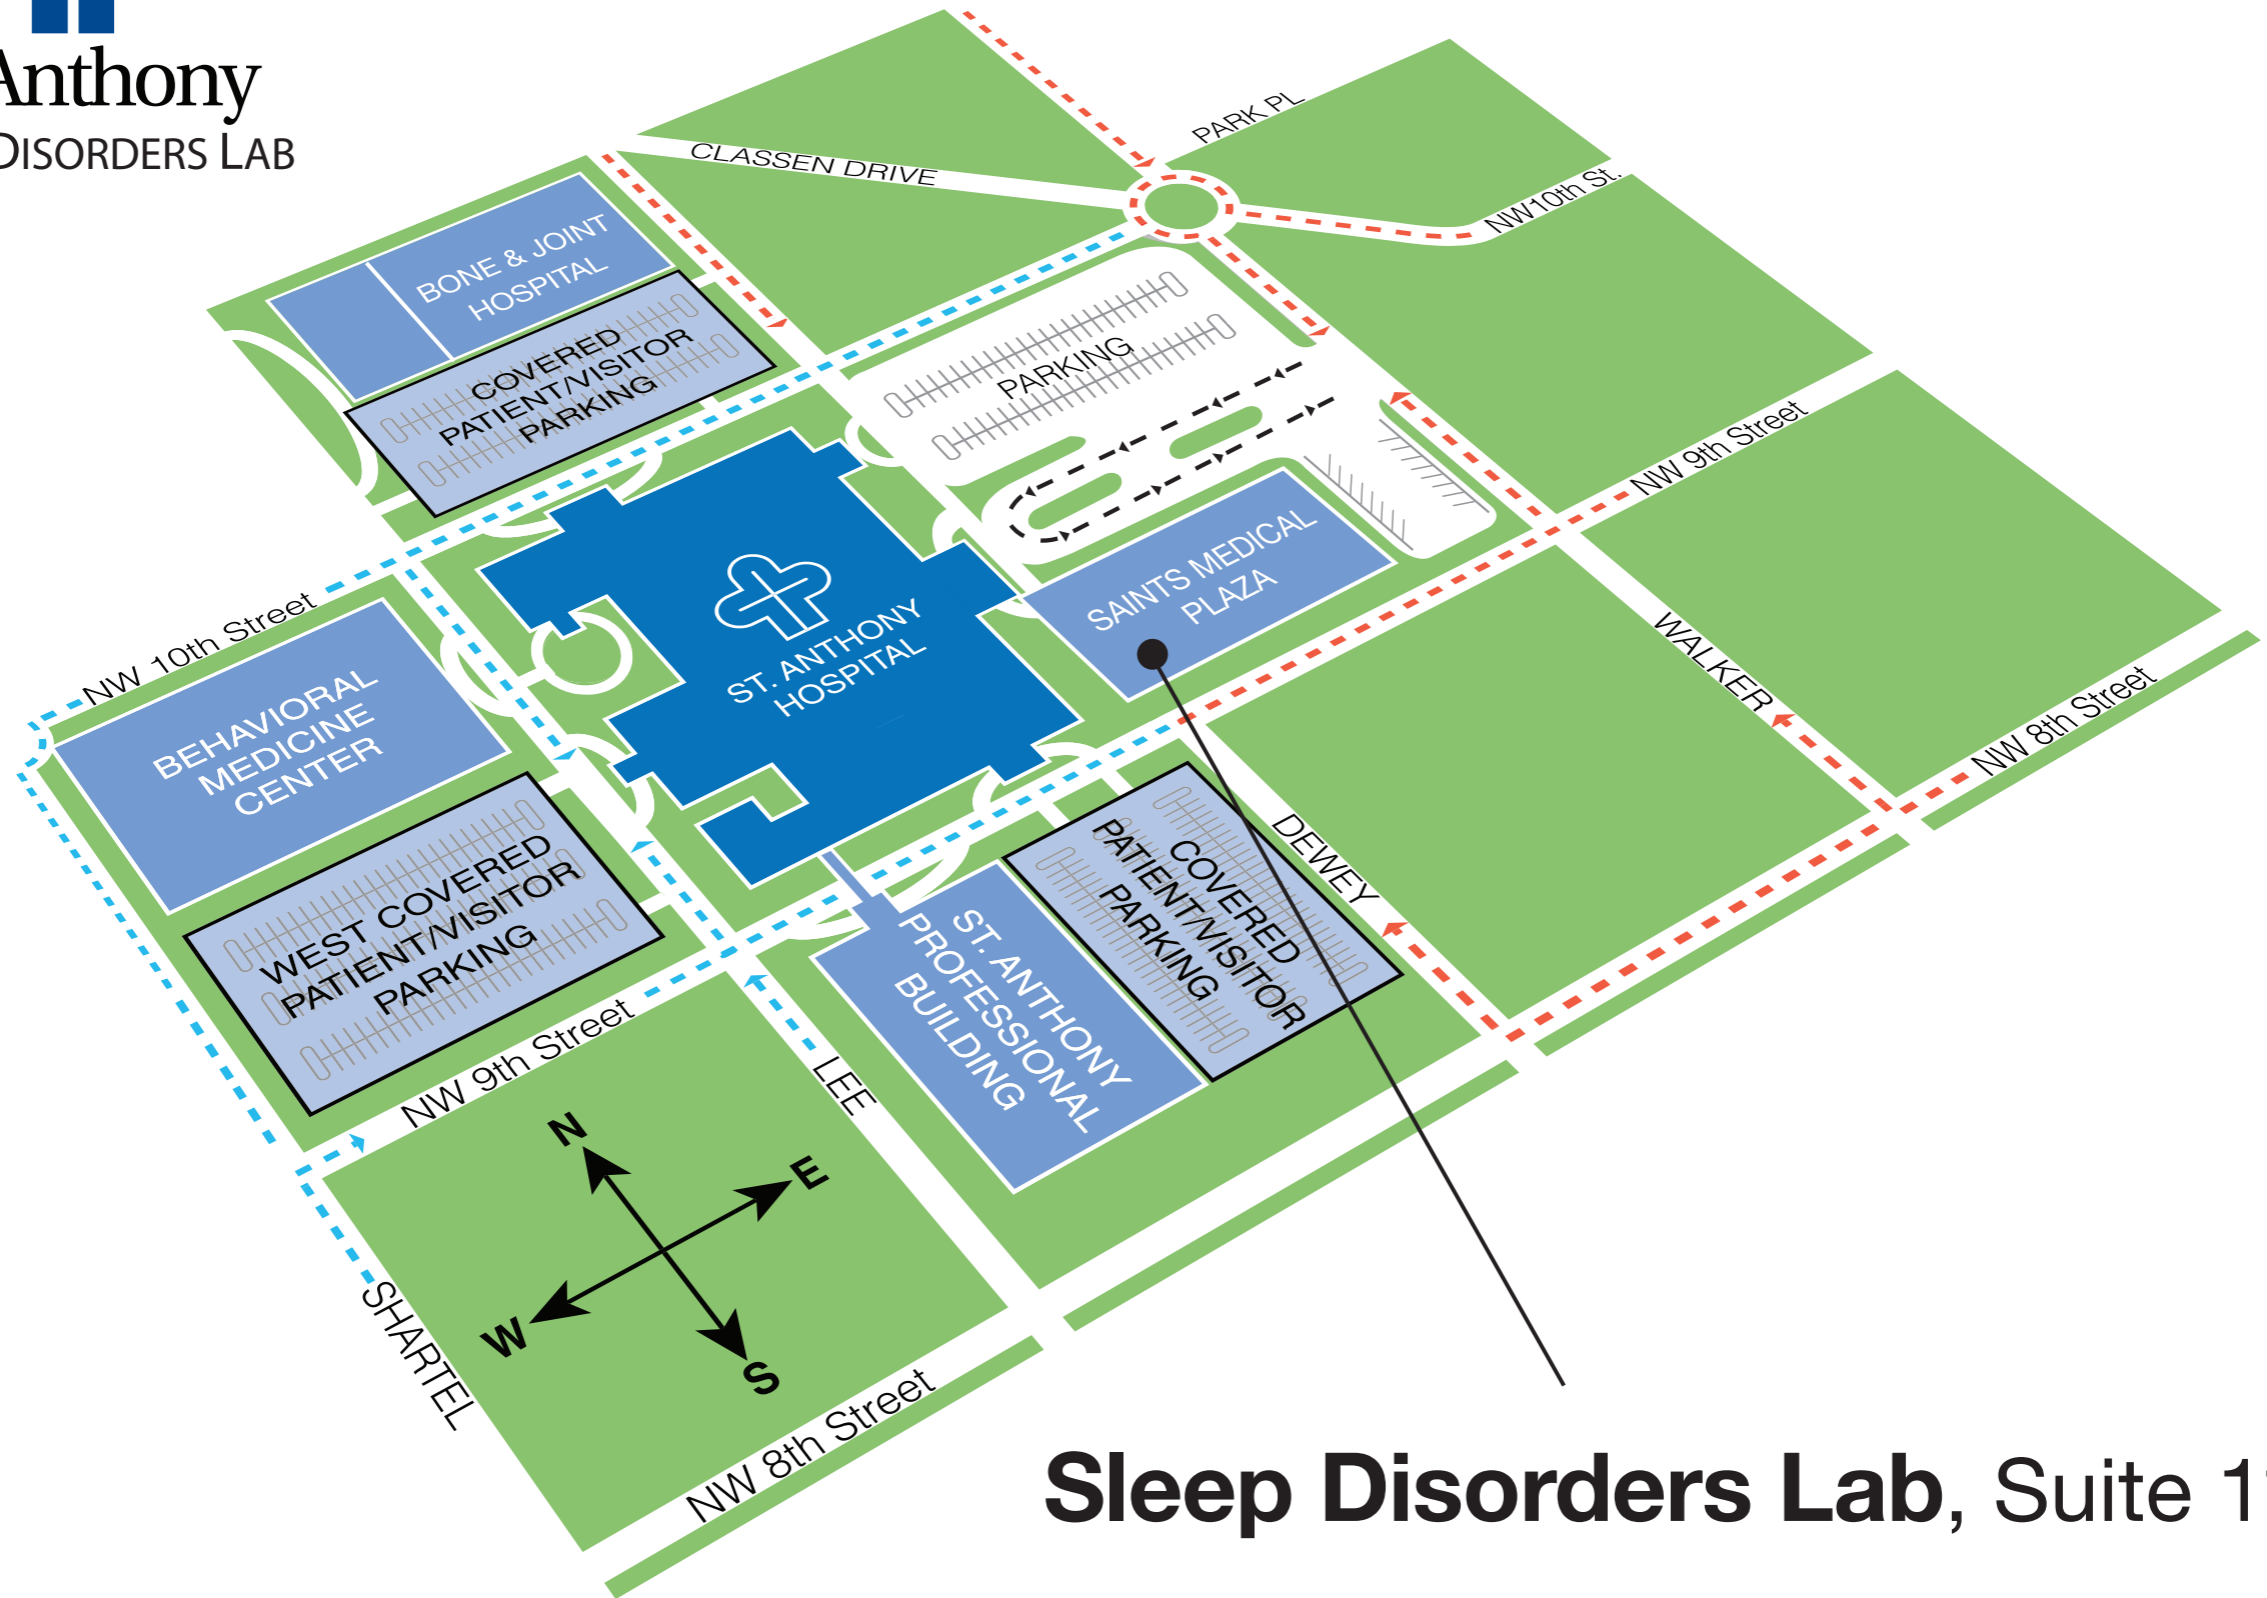 Anthony
DISORDERS LAB
PARK PL
CLASSEN DRIVE
NW10th St.
BONE & JOINT
HOSPITAL
COVERED
PATIENT/VISITOR
PARKING
PARKING
NW 9th Street
SAINTS MEDICAL
PLAZA
NW 10th Street
ST. ANTHONY
HOSPITAL
WALKER
NW 8th Street
BEHAVIORAL
MEDICINE
CENTER
WEST COVERED
PATIENT/VISITOR
PARKING
COVERED
PATIENT/VISITOR
PARKING
DEWEY
ST. ANTHONY
PROFESSIONAL
BUILDING
NW 9th Street
LEE
N
E
W
S
SHARTEL
NW 8th Street
Sleep Disorders Lab, Suite